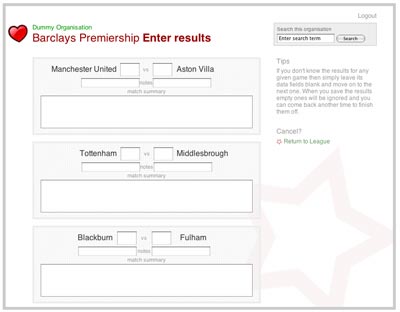 Logout
Dummy Organisation
Barclays Premiership Enter results
Search this organisation
Enter search term
Search
Manchester United vs Aston Villa
notes
match summary
Tottenham vs Middlesbrough
notes
match summary
Blackburn vs Fulham
notes
match summary
Tips
If you don't know the results for any
given game then simply leave its
data fields blank and move on to the
next one. When you save the results
empty ones will be ignored and you
can come back another time to finish
them off.
Cancel?
Return to League